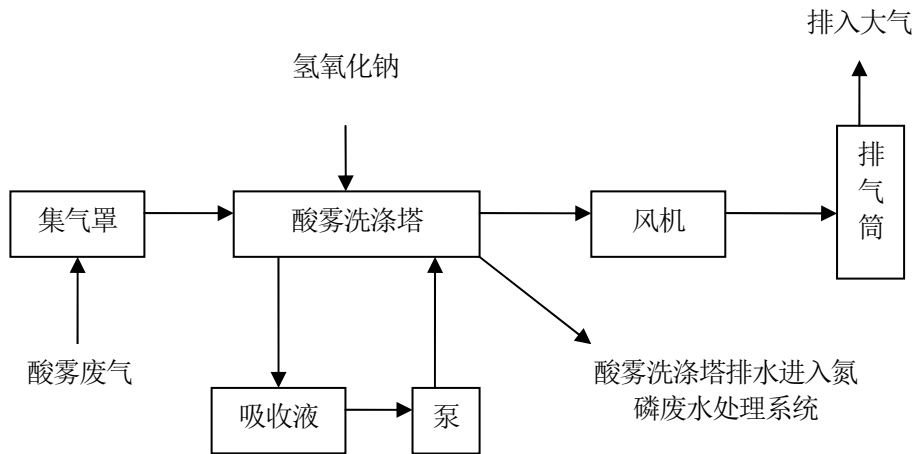 排入大气
氢氧化钠
排
气
筒
集气罩
酸雾洗涤塔
风机
酸雾废气
酸雾洗涤塔排水进入氮
磷废水处理系统
吸收液
泵